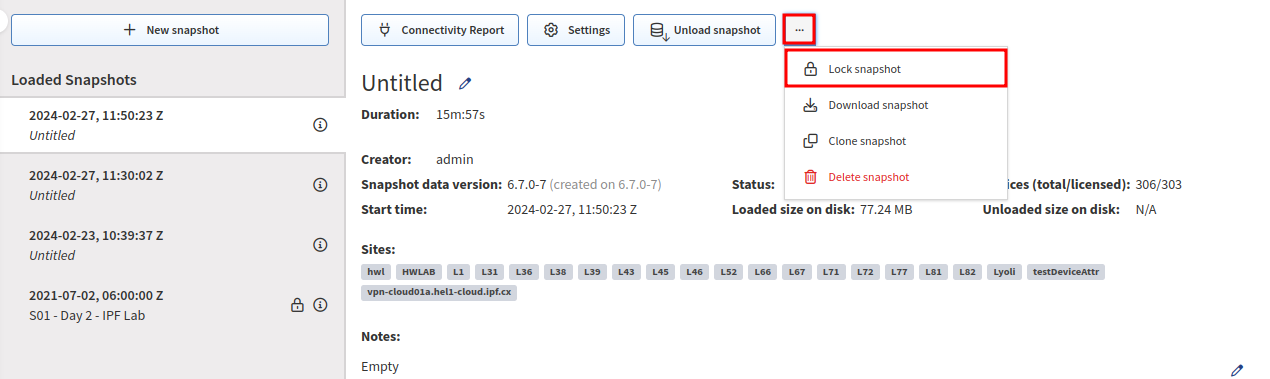 New snapshot
Connectivity Report
Settings
Unload snapshot
...
Lock snapshot
Download snapshot
Clone snapshot
Delete snapshot
Loaded Snapshots
2024-02-27, 11:50:23 Z
Untitled
2024-02-27, 11:30:02 Z
Untitled
2024-02-23, 10:39:37 Z
Untitled
2021-07-02, 06:00:00 Z
S01 - Day 2 - IPF Lab
Untitled
Duration: 15m:57s
Creator: admin
Snapshot data version: 6.7.0-7 (created on 6.7.0-7) Status: ices (total/licensed): 306/303
Start time: 2024-02-27, 11:50:23 Z Loaded size on disk: 77.24 MB Unloaded size on disk: N/A
Sites:
hwl HWLAB L1 L31 L36 L38 L39 L43 L45 L46 L52 L66 L67 L71 L72 L77 L81 L82 Lyoli testDeviceAttr
vpn-cloud01a.hel1-cloud.ipf.cx
Notes:
Empty